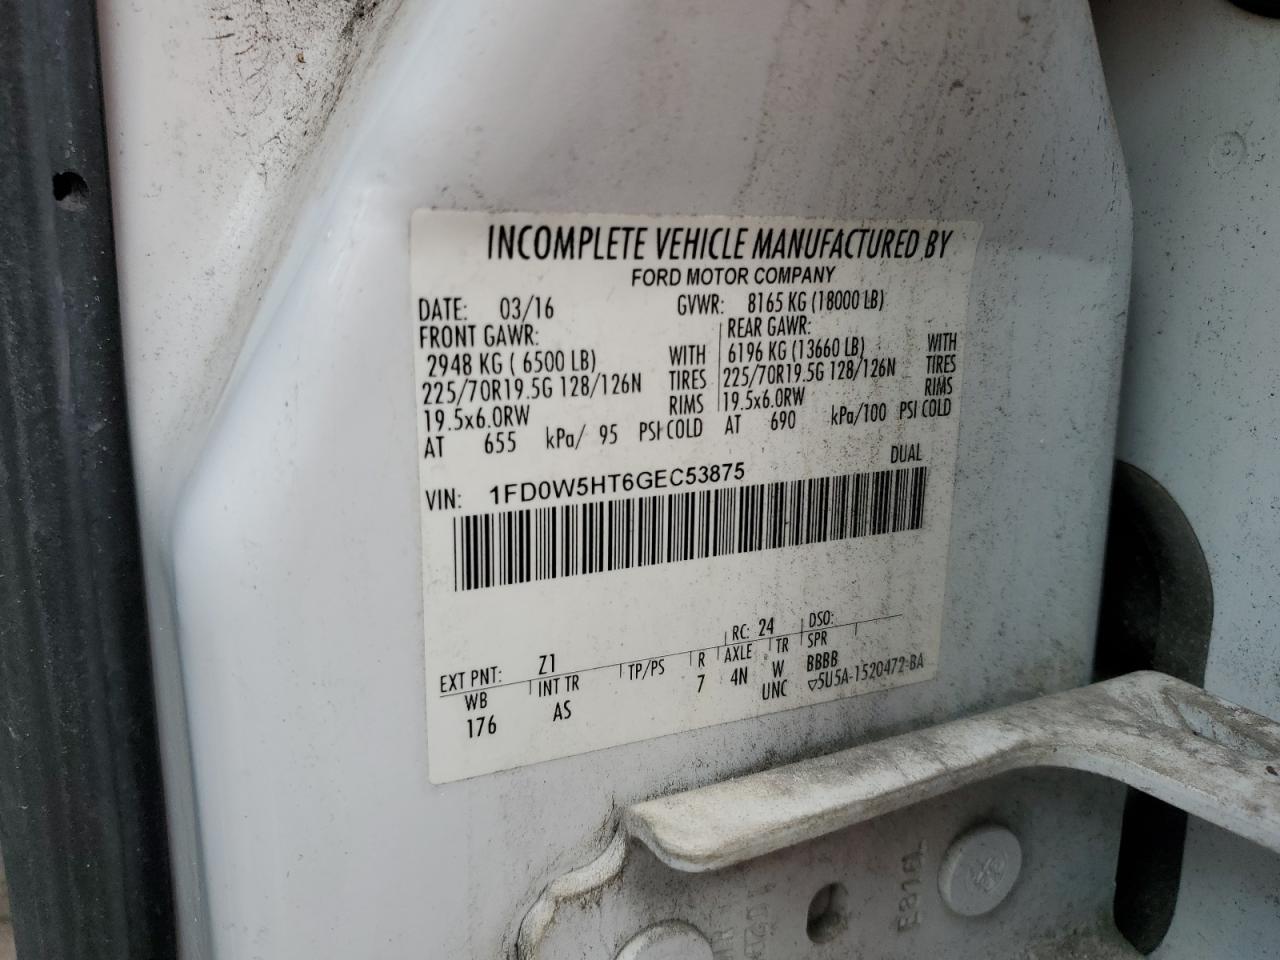 INCOMPLETE VEHICLE MANUFACTURED BY
FORD MOTOR COMPANY
DATE: 03/16 GVWR: 8165 KG (18000 LB)
FRONT GAWR: REAR GAWR:
2948 KG ( 6500 LB) WITH 6196 KG (13660 LB) WITH
225/70R19.5G 128/126N TIRES 225/70R19.5G 128/126N TIRES
19.5x6.0RW RIMS 19.5x6.0RW RIMS
AT 655 kPa/ 95 PSI COLD AT 690 kPa/100 PSI COLD
DUAL
VIN: 1FD0W5HT6GEC53875
EXT PNT: Z1 RC: 24 DSO:
WB INT TR TP/PS R AXLE TR SPR
176 AS 7 4N W BBBB
UNC ▽5U5A-1520472-BA